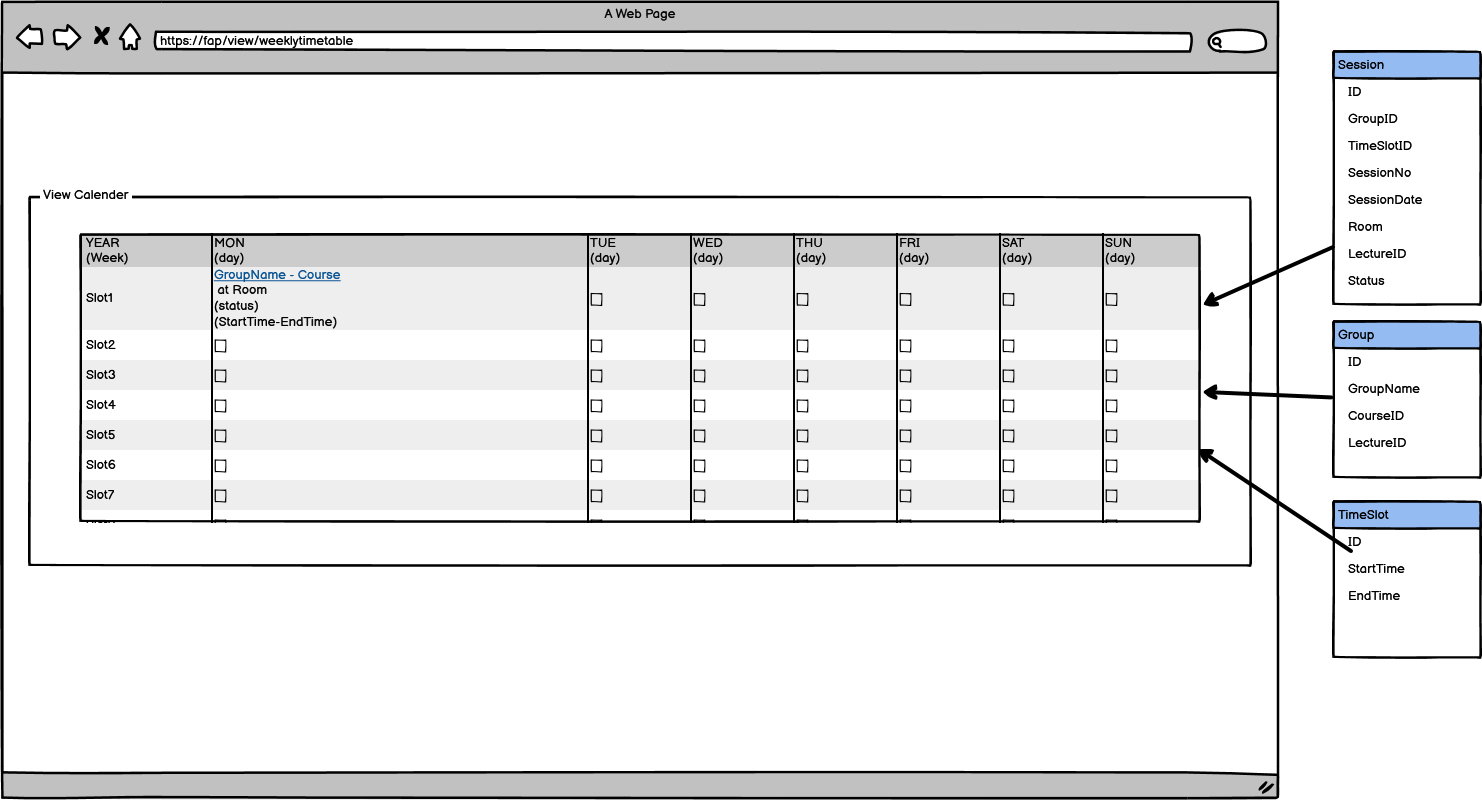 A Web Page
https://fap/view/weeklytimetable
View Calender
YEAR MON TUE WED THU FRI SAT SUN
(Week) (day) (day) (day) (day) (day) (day) (day)
GroupName - Course
at Room
Slot1
(status)
(StartTime-EndTime)
Slot2
Slot3
Slot4
Slot5
Slot6
Slot7
Session
ID
GroupID
TimeSlotID
SessionNo
SessionDate
Room
LectureID
Status
Group
ID
GroupName
CourseID
LectureID
TimeSlot
ID
StartTime
EndTime